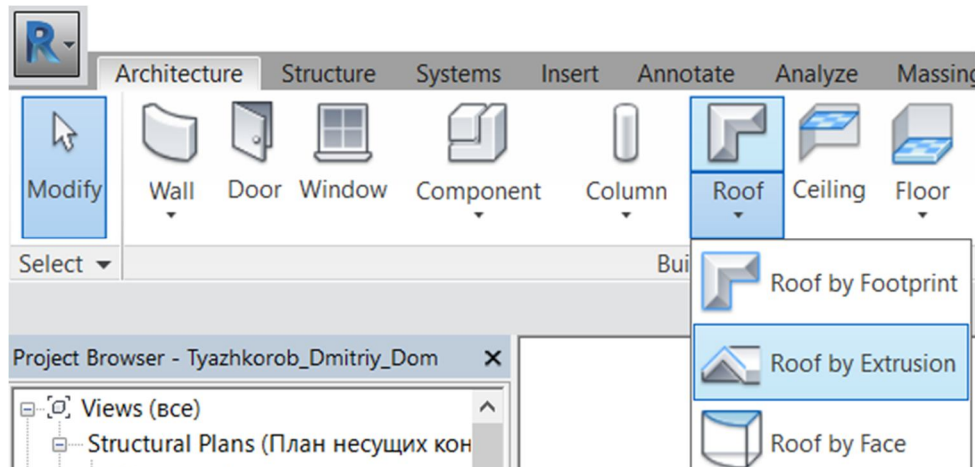 R
Architecture Structure Systems Insert Annotate Analyze Massing
Modify Wall Door Window Component Column Roof Ceiling Floor
Select Bui
Roof by Footprint
Project Browser - Tyazhkorob_Dmitriy_Dom
Roof by Extrusion
Views (все)
Structural Plans (План несущих кон
Roof by Face